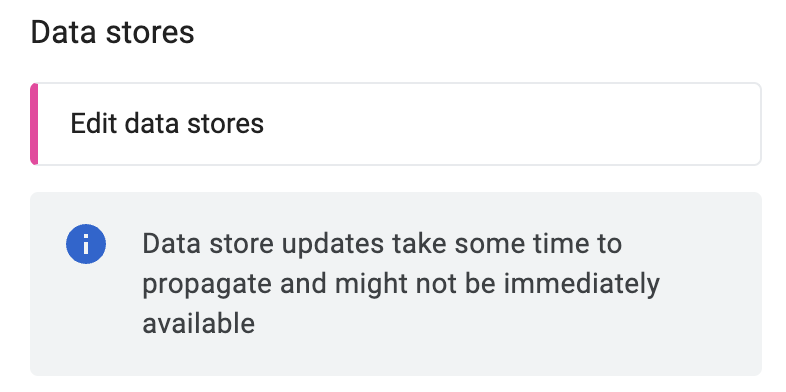 Data stores
Edit data stores
Data store updates take some time to
propagate and might not be immediately
available